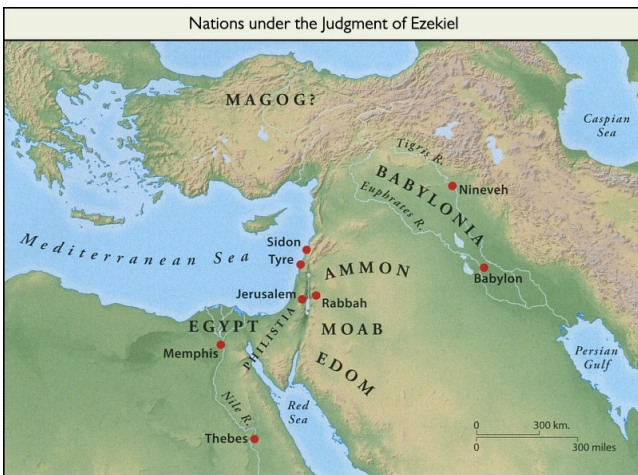 Nations under the Judgment of Ezekiel
MAGOG?
Caspian
Sea
Tigris R.
BABYLONIA
Nineveh
Euphrates R.
Mediterranean Sea
Sidon
Tyre
AMMON
Babylon
Jerusalem
Rabbah
EGYPT
PHILISTIA
MOAB
Memphis
EDOM
Persian
Gulf
Nile R.
Red
Sea
Thebes
0 300 km.
0 300 miles